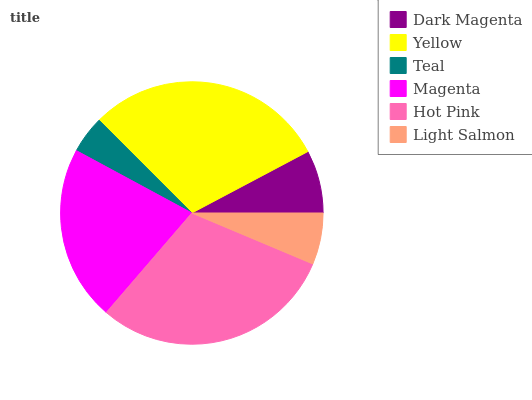 title
Dark Magenta
Yellow
Teal
Magenta
Hot Pink
Light Salmon